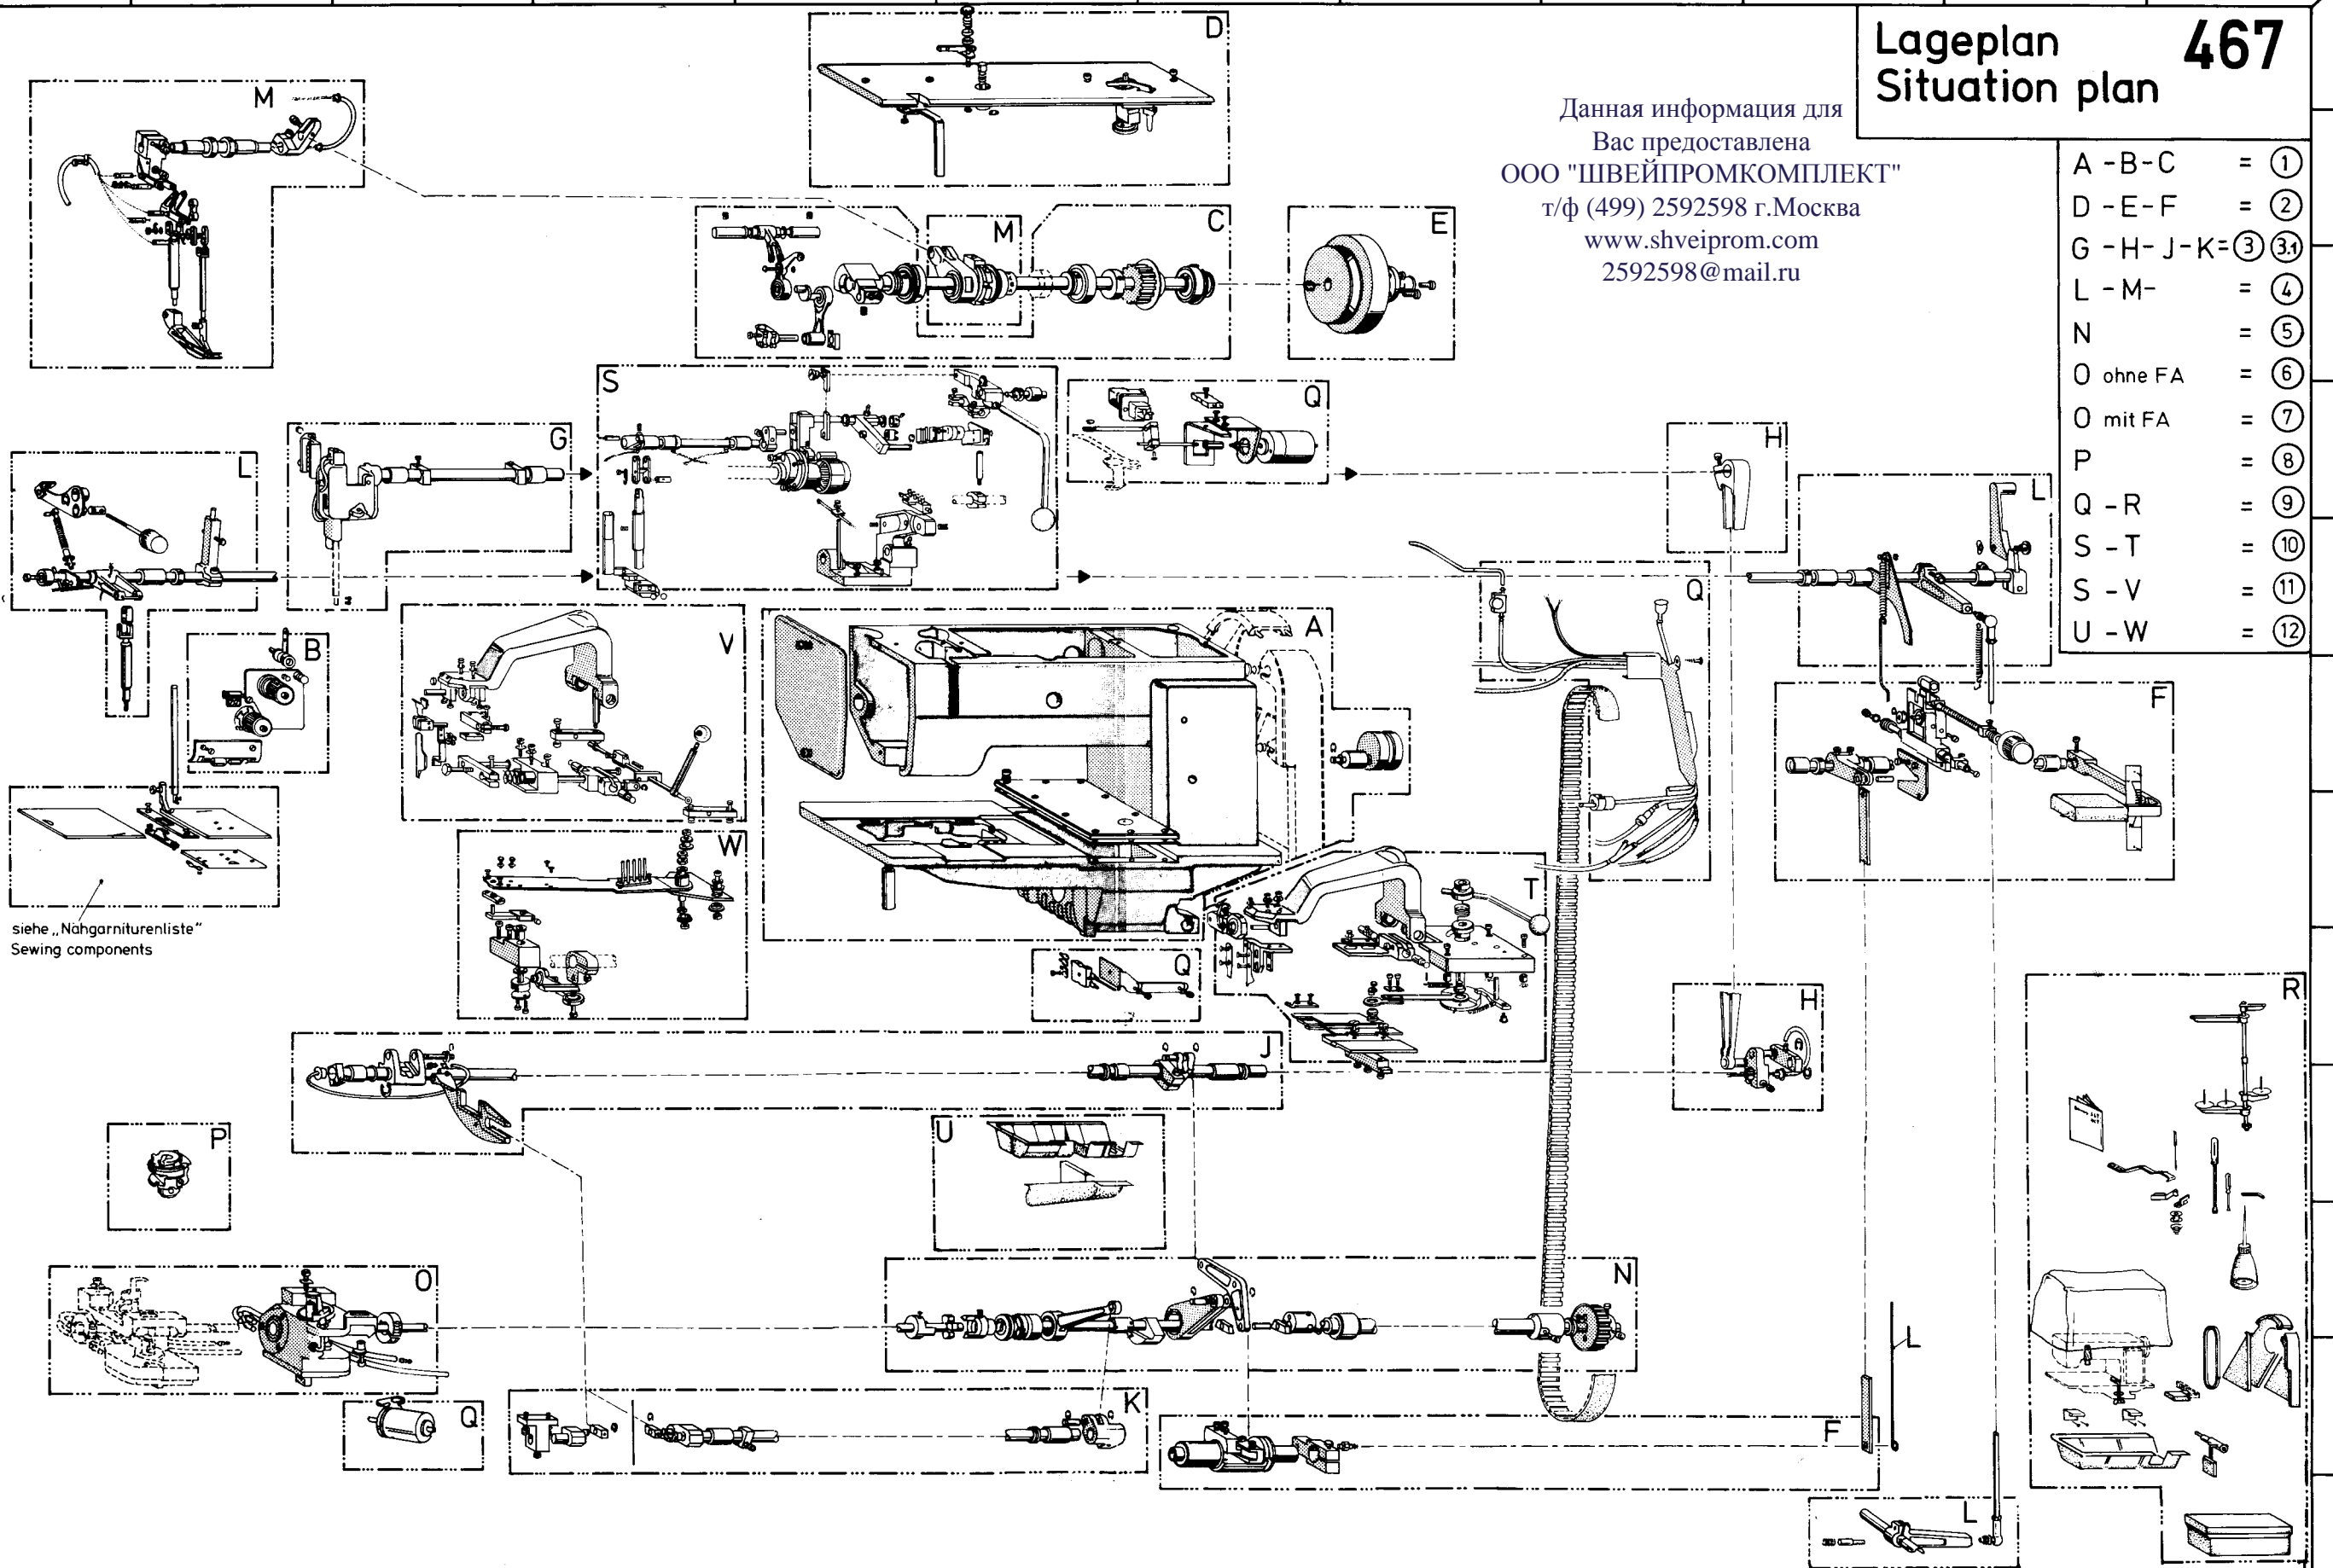 Lageplan 467
Situation plan
Данная информация для
Вас предоставлена
ООО "ШВЕЙПРОМКОМПЛЕКТ"
т/ф (499) 2592598 г.Москва
www.shveiprom.com
2592598@mail.ru
A - B - C = 1
D - E - F = 2
G - H - J - K = 3 3.1
L - M - = 4
N = 5
O ohne FA = 6
O mit FA = 7
P = 8
Q - R = 9
S - T = 10
S - V = 11
U - W = 12
D
M
M
C
E
S
Q
G
H
L
L
B
V
A
Q
F
W
T
siehe „Nähgarniturenliste"
Sewing components
Q
R
H
J
U
P
O
N
L
K
Q
F
L